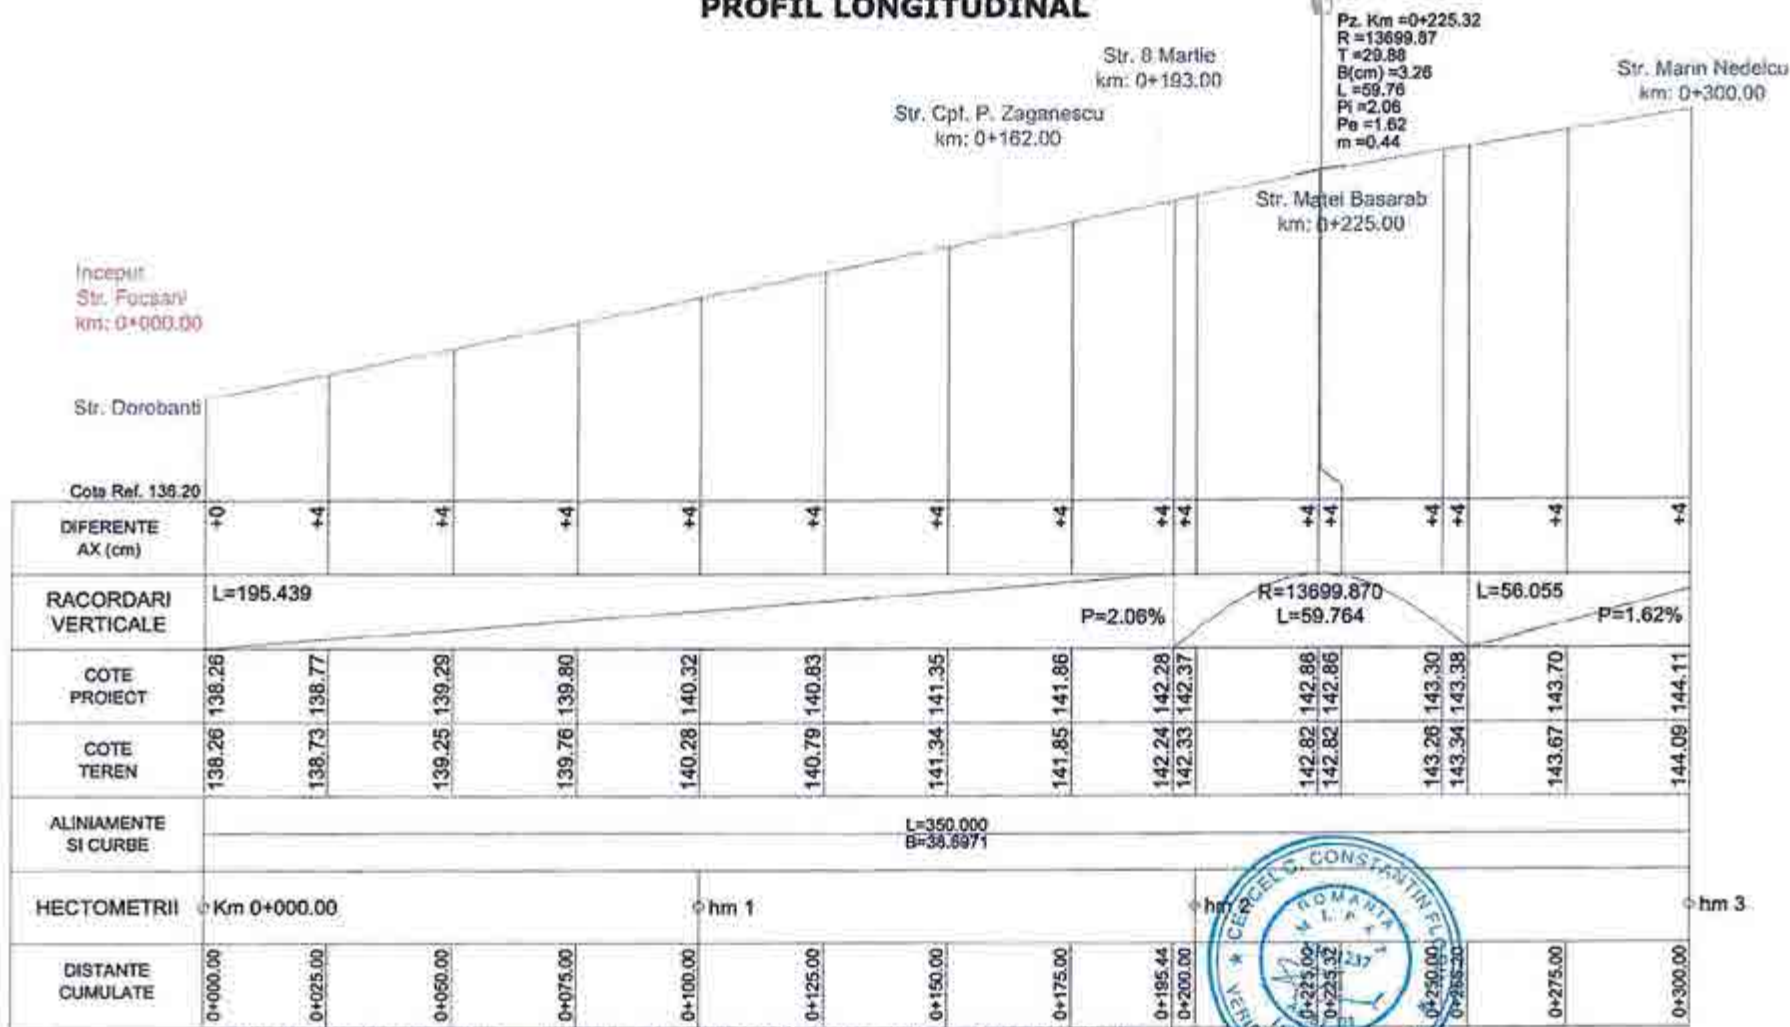 PROFIL LONGITUDINAL
Pz. Km =0+225.32
R =13699.87
T =29.88
B(cm) =3.26
L =59.76
Pi =2.06
Pe =1.62
m =0.44
Str. 8 Martie
km: 0+193.00
Str. Marin Nedelcu
km: 0+300.00
Str. Cpt. P. Zaganescu
km: 0+162.00
Str. Matei Basarab
km: 0+225.00
Inceput
Str. Focsani
km: 0+000.00
Str. Dorobanti
Cota Ref. 136.20
DIFERENTE
AX (cm)
+0 +4 +4 +4 +4 +4 +4 +4 +4 +4 +4 +4 +4 +4 +4 +4
RACORDARI
VERTICALE
L=195.439
P=2.06%
R=13699.870
L=59.764
L=56.055
P=1.62%
COTE
PROIECT
138.26 138.77 139.29 139.80 140.32 140.83 141.35 141.86 142.28 142.37 142.86 142.86 143.30 143.38 143.70 144.11
COTE
TEREN
138.26 138.73 139.25 139.76 140.28 140.79 141.34 141.85 142.24 142.33 142.82 142.82 143.26 143.34 143.67 144.09
ALINIAMENTE
SI CURBE
L=350.000
B=38.6971
HECTOMETRII
Km 0+000.00
hm 1
hm 2
hm 3
DISTANTE
CUMULATE
0+000.00 0+025.00 0+050.00 0+075.00 0+100.00 0+125.00 0+150.00 0+175.00 0+195.44 0+200.00 0+225.00 0+225.32 0+250.00 0+275.00 0+300.00
CERCEL C. CONSTANTIN
ROMANIA